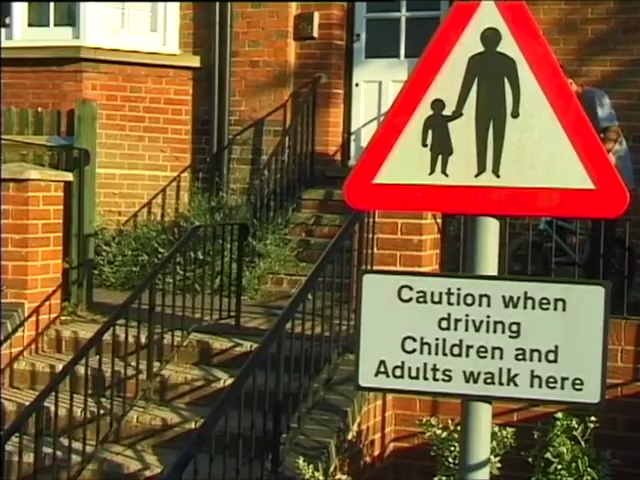 Caution when
driving
Children and
Adults walk here